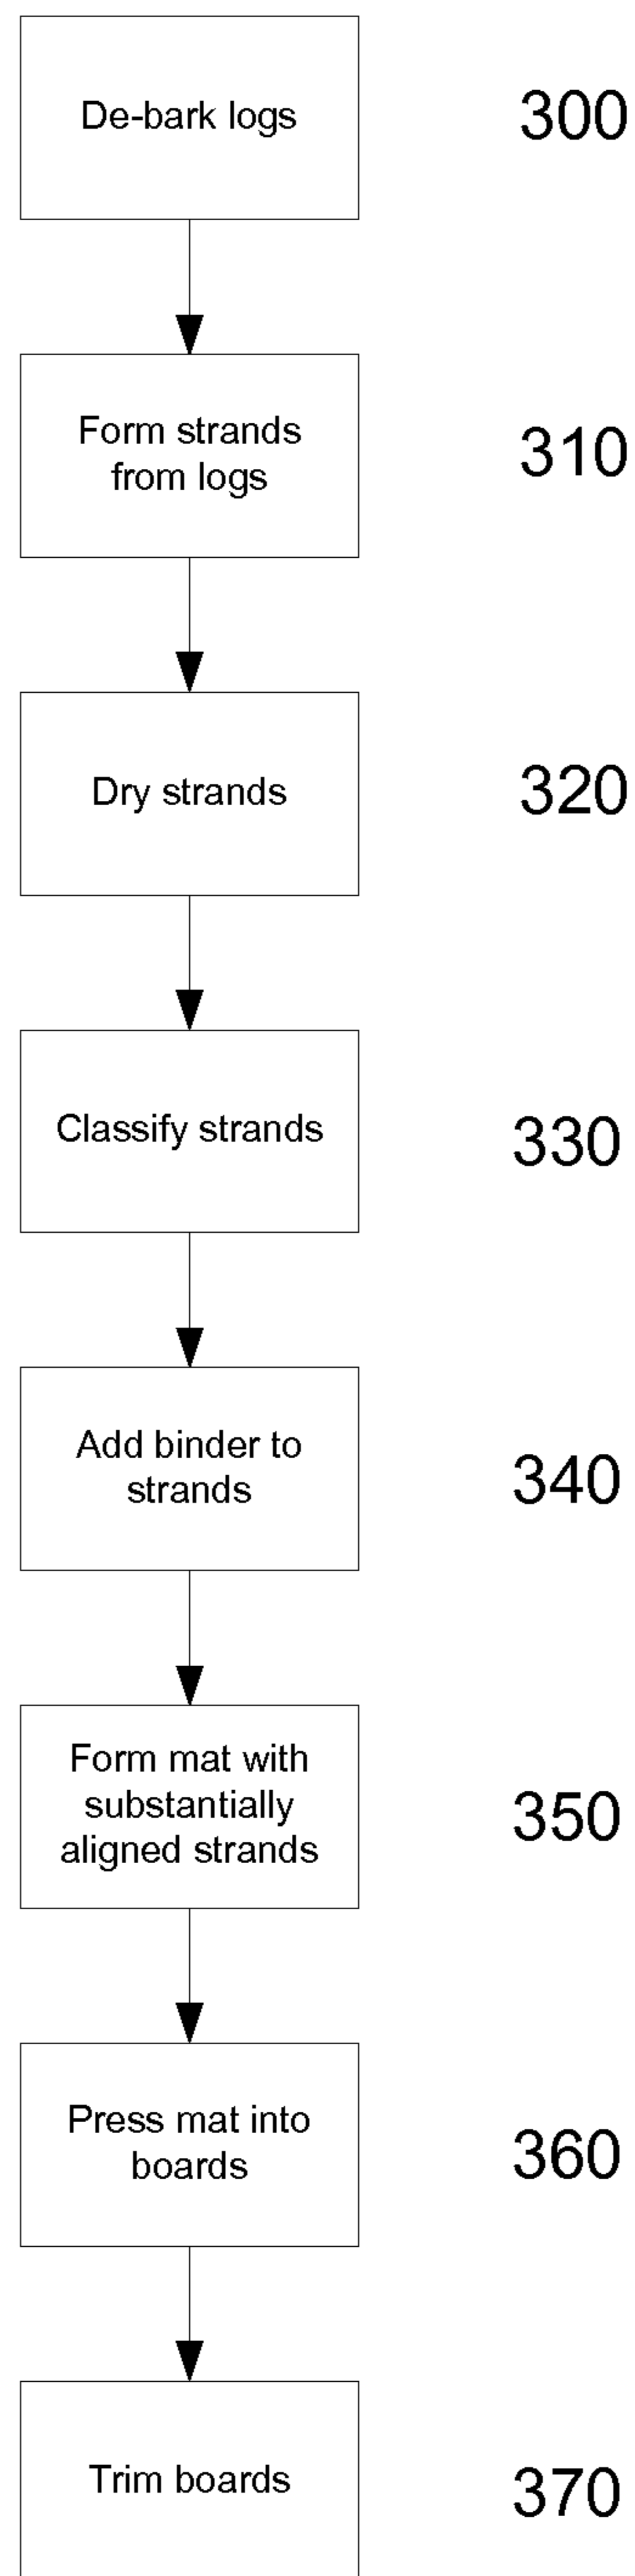 De-bark logs
300
Form strands
from logs
310
Dry strands
320
Classify strands
330
Add binder to
strands
340
Form mat with
substantially
aligned strands
350
Press mat into
boards
360
Trim boards
370